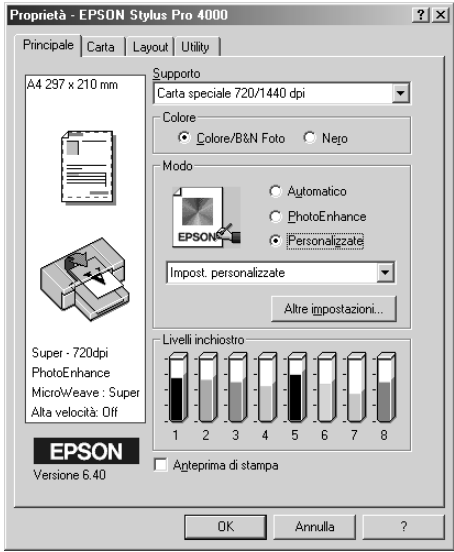 Proprietà - EPSON Stylus Pro 4000
? x
Principale Carta Layout Utility
A4 297 x 210 mm
Supporto
Carta speciale 720/1440 dpi
Colore
Colore/B&N Foto Nero
Modo
EPSON
Automatico
PhotoEnhance
Personalizzate
Impost. personalizzate
Altre impostazioni...
Super - 720dpi
PhotoEnhance
MicroWeave : Super
Alta velocità: Off
Livelli inchiostro
1 2 3 4 5 6 7 8
EPSON
Versione 6.40
Anteprima di stampa
OK Annulla ?